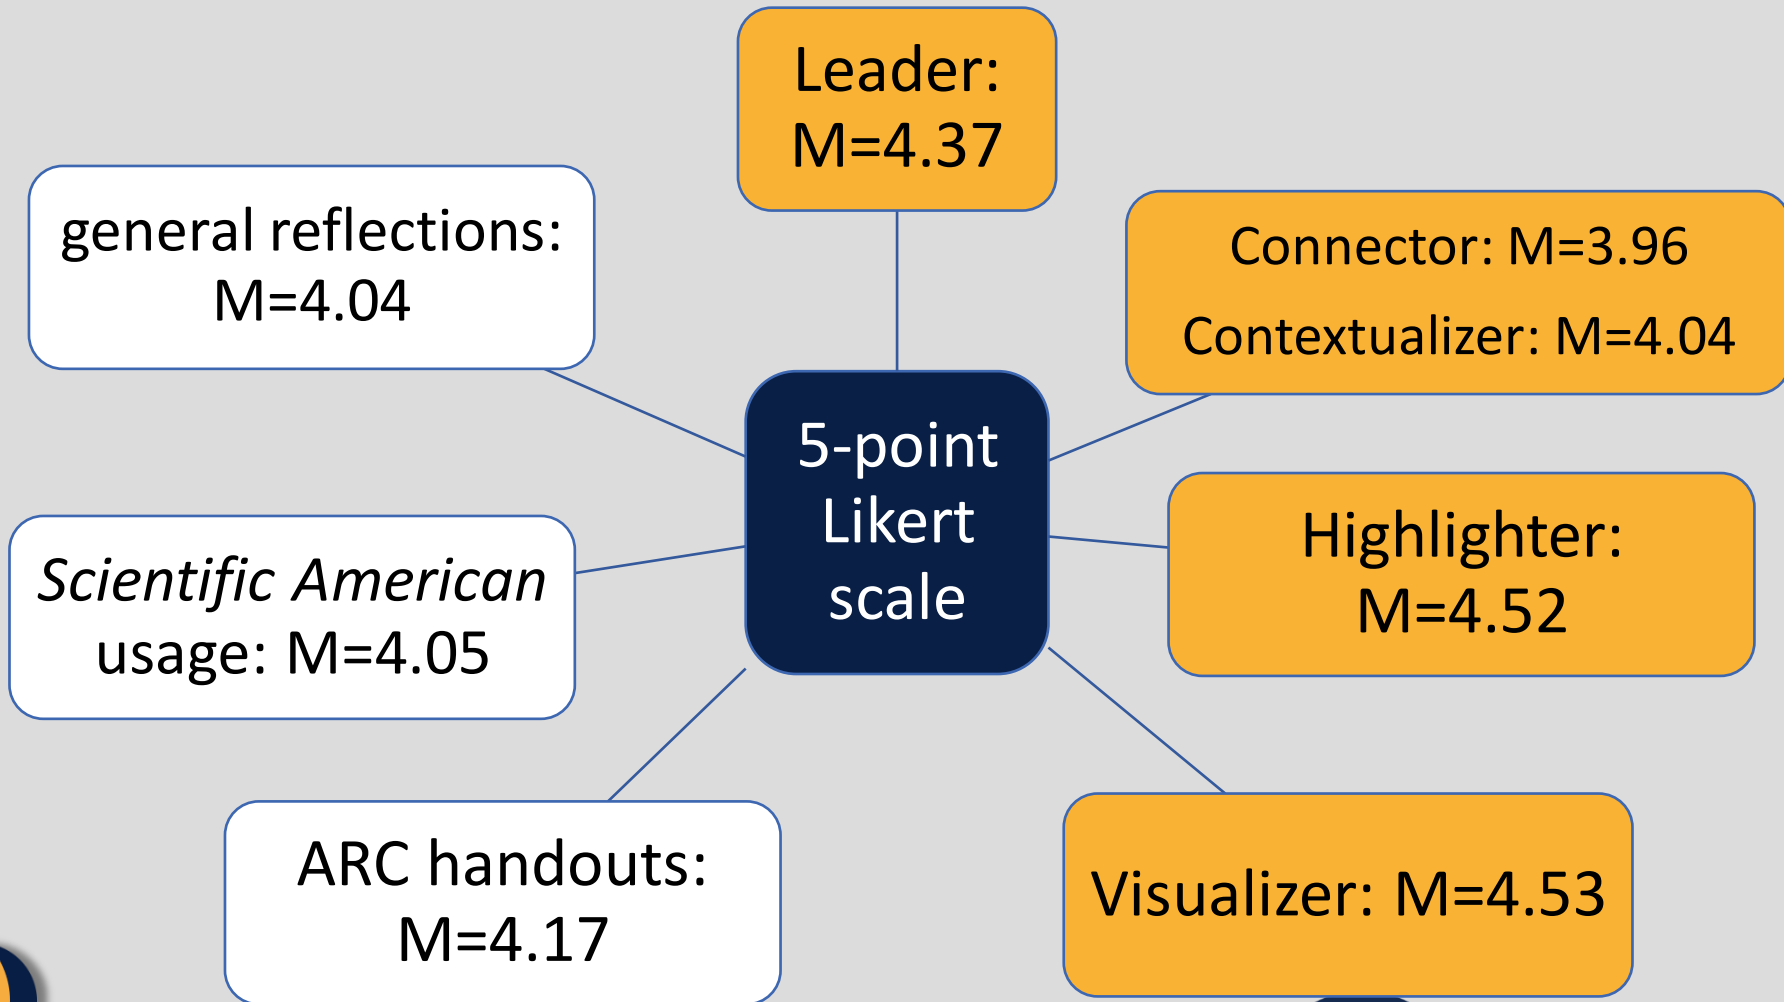 Leader:
M=4.37
general reflections:
M=4.04
Connector: M=3.96
Contextualizer: M=4.04
5-point
Likert
scale
Highlighter:
M=4.52
Scientific American
usage: M=4.05
ARC handouts:
M=4.17
Visualizer: M=4.53